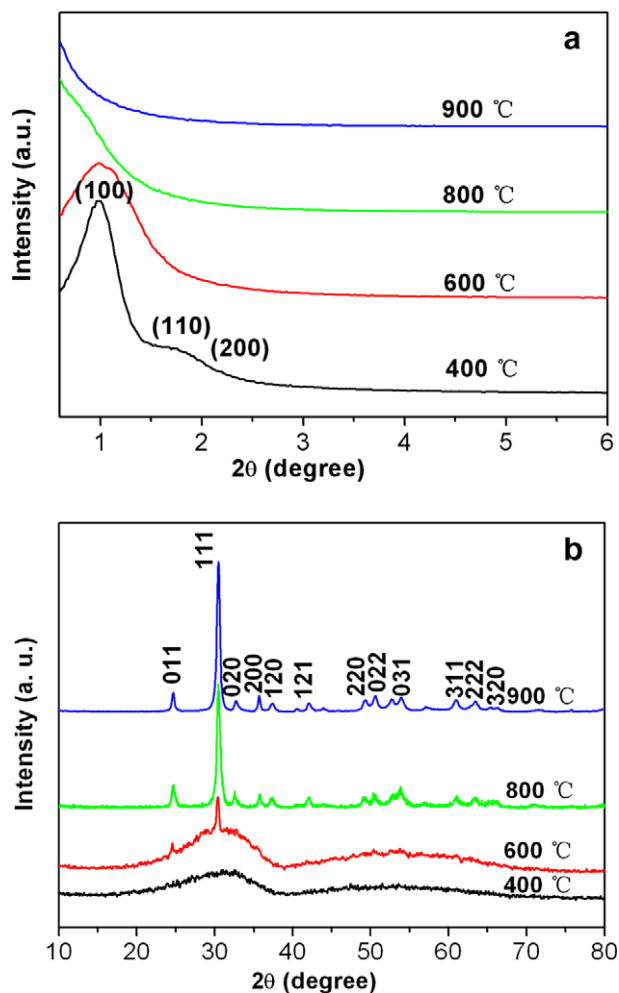 a
Intensity (a.u.)
900 ℃
800 ℃
(100)
600 ℃
(110)
(200)
400 ℃
1 2 3 4 5 6
2θ (degree)
b
Intensity (a. u.)
111
011
020
200
120
121
220
022
031
311
222
320
900 ℃
800 ℃
600 ℃
400 ℃
10 20 30 40 50 60 70 80
2θ (degree)